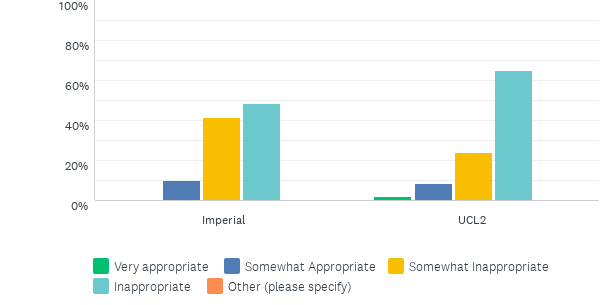 100%
80%
60%
40%
20%
0%
Imperial UCL2
Very appropriate Somewhat Appropriate Somewhat Inappropriate
Inappropriate Other (please specify)